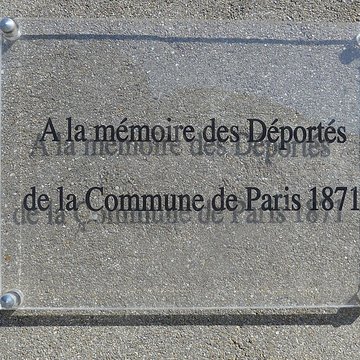 A la mémoire des Déportés
de la Commune de Paris 1871